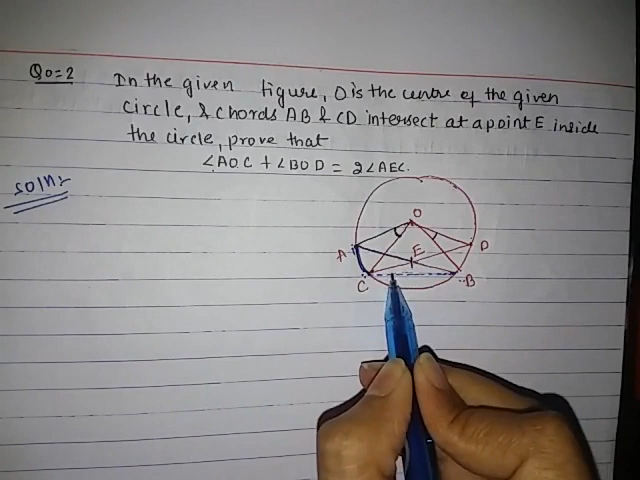 Qo=2 In the given figure, O is the centre of the given
circle, & chords AB & CD intersect at a point E inside
the circle, prove that
∠AOC + ∠BOD = 2∠AEC.
Soln:
O
A
E
D
C
B